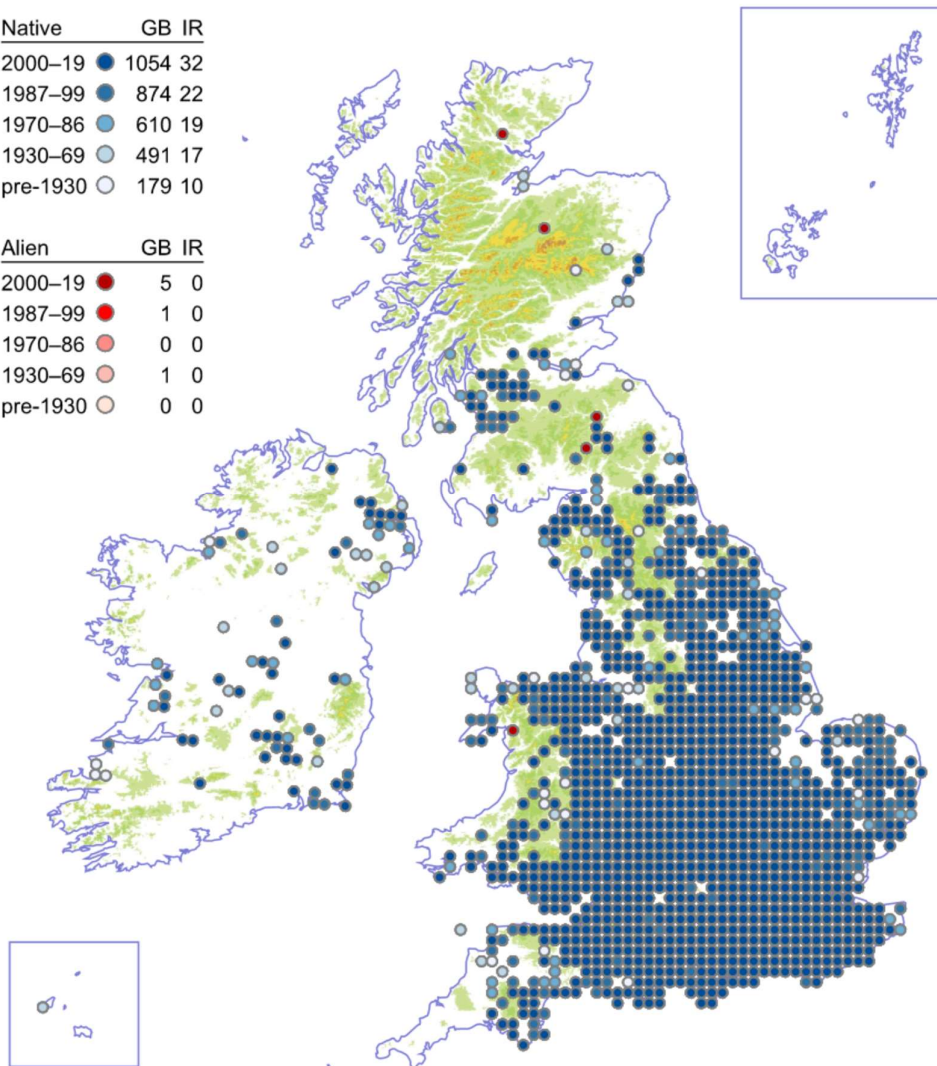 Native GB IR
2000–19 1054 32
1987–99 874 22
1970–86 610 19
1930–69 491 17
pre-1930 179 10
Alien GB IR
2000–19 5 0
1987–99 1 0
1970–86 0 0
1930–69 1 0
pre-1930 0 0